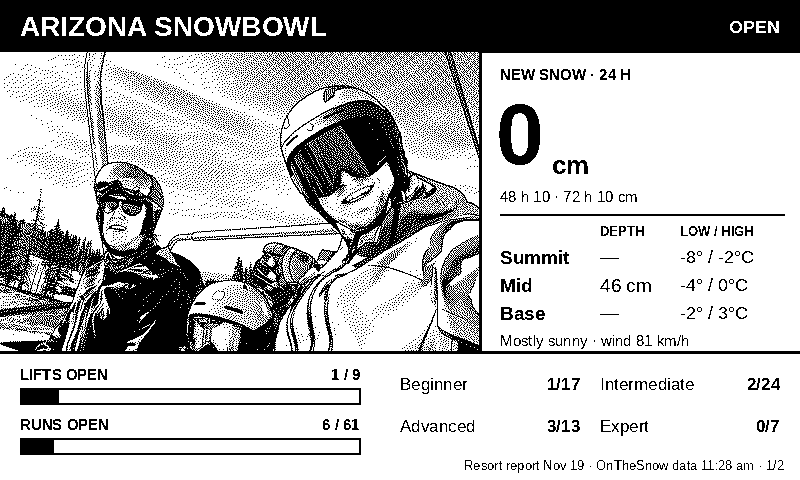 ARIZONA SNOWBOWL
OPEN
NEW SNOW · 24 H
0 cm
48 h 10 · 72 h 10 cm
DEPTH LOW / HIGH
Summit — -8° / -2°C
Mid 46 cm -4° / 0°C
Base — -2° / 3°C
Mostly sunny · wind 81 km/h
LIFTS OPEN 1 / 9
RUNS OPEN 6 / 61
Beginner 1/17 Intermediate 2/24
Advanced 3/13 Expert 0/7
Resort report Nov 19 · OnTheSnow data 11:28 am · 1/2